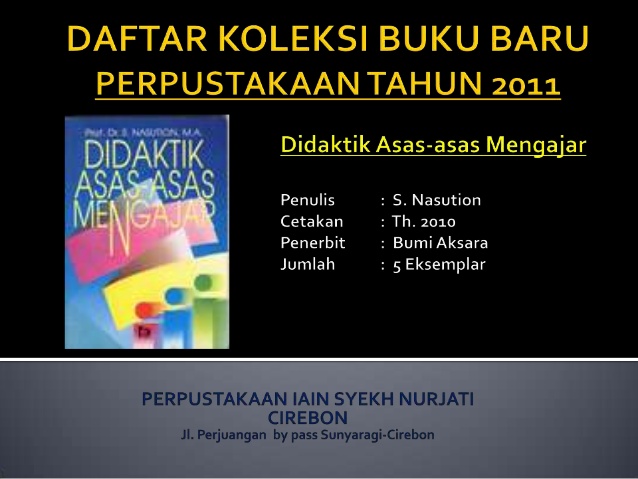 DAFTAR KOLEKSI BUKU BARU
PERPUSTAKAAN TAHUN 2011
Prof. Dr. S. NASUTION, M.A.
DIDAKTIK
ASAS-ASAS
MENGAJAR
Didaktik Asas-asas Mengajar
Penulis : S. Nasution
Cetakan : Th. 2010
Penerbit : Bumi Aksara
Jumlah : 5 Eksemplar
PERPUSTAKAAN IAIN SYEKH NURJATI
CIREBON
Jl. Perjuangan by pass Sunyaragi-Cirebon